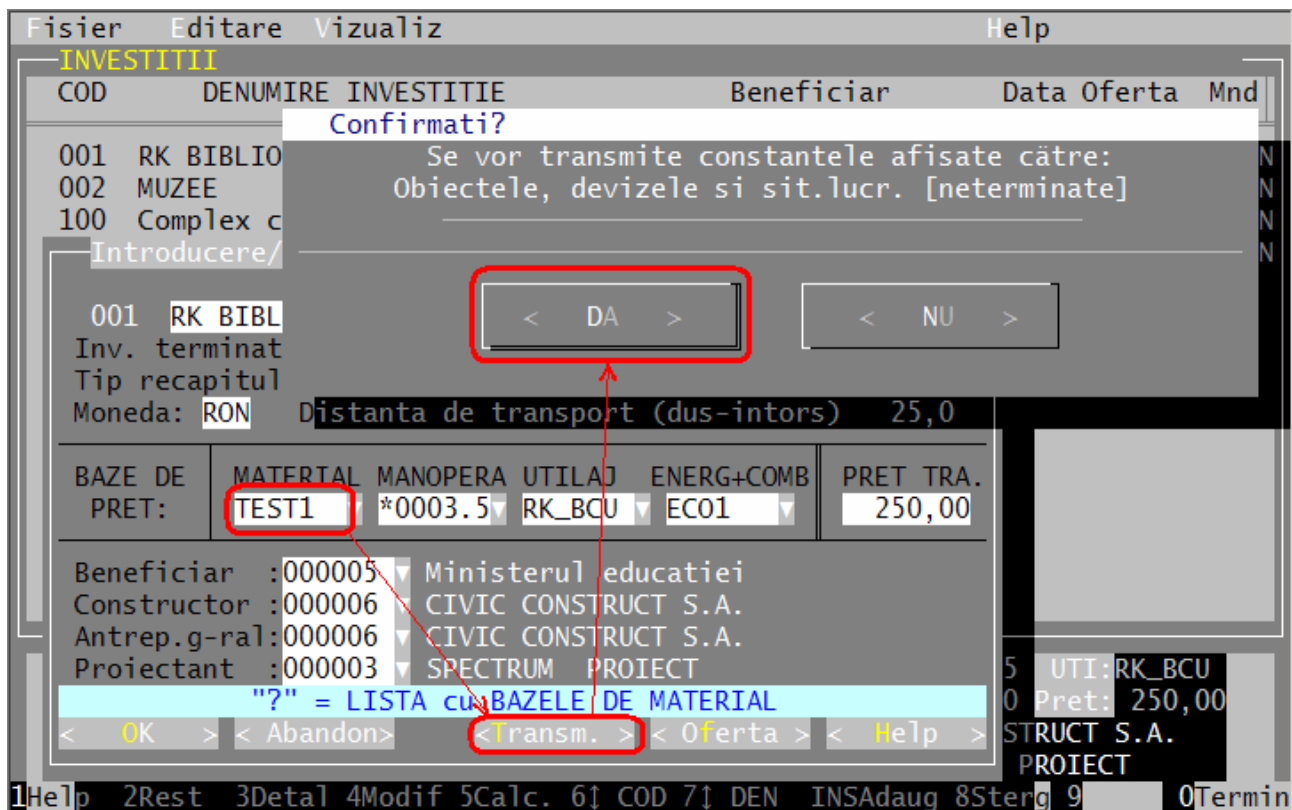 Fisier Editare Vizualiz Help
INVESTITII
COD DENUMIRE INVESTITIE Beneficiar Data Oferta Mnd
Confirmati?
001 RK BIBLIO Se vor transmite constantele afisate către: N
002 MUZEE Obiectele, devizele si sit.lucr. [neterminate] N
100 Complex c N
Introducere/ N
001 RK BIBL < DA > < NU >
Inv. terminat
Tip recapitul
Moneda: RON Distanta de transport (dus-intors) 25,0
BAZE DE MATERIAL MANOPERA UTILAJ ENERG+COMB PRET TRA.
PRET: TEST1 *0003.5 RK_BCU ECO1 250,00
Beneficiar :000005 Ministerul educatiei
Constructor :000006 CIVIC CONSTRUCT S.A.
Antrep.g-ral:000006 CIVIC CONSTRUCT S.A.
Proiectant :000003 SPECTRUM PROIECT 5 UTI:RK_BCU
"?" = LISTA cu BAZELE DE MATERIAL 0 Pret: 250,00
< OK > < Abandon> <Transm. > < Oferta > < Help > STRUCT S.A.
PROIECT
1Help 2Rest 3Detal 4Modif 5Calc. 6↕ COD 7↕ DEN INSAdaug 8Sterg 9 0Termin